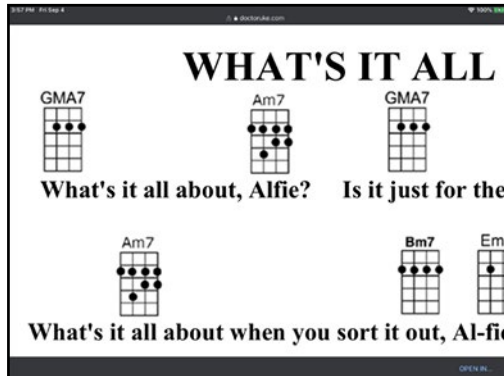 3:57 PM Fri Sep 4
doctoruke.com
100%
WHAT'S IT ALL
GMA7 Am7 GMA7
What's it all about, Alfie? Is it just for the
Am7 Bm7 Em
What's it all about when you sort it out, Al-fie
OPEN IN...